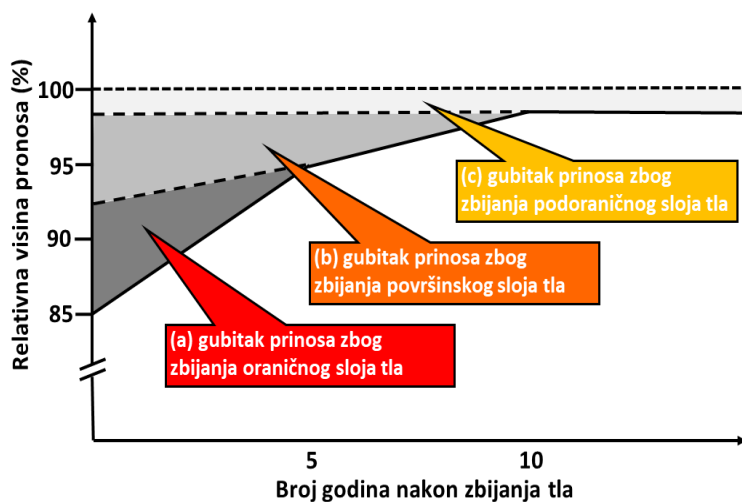 Relativna visina pronosa (%)
100
95
90
85
(c) gubitak prinosa zbog
zbijanja podoraničnog sloja tla
(b) gubitak prinosa zbog
zbijanja površinskog sloja tla
(a) gubitak prinosa zbog
zbijanja oraničnog sloja tla
5
10
Broj godina nakon zbijanja tla